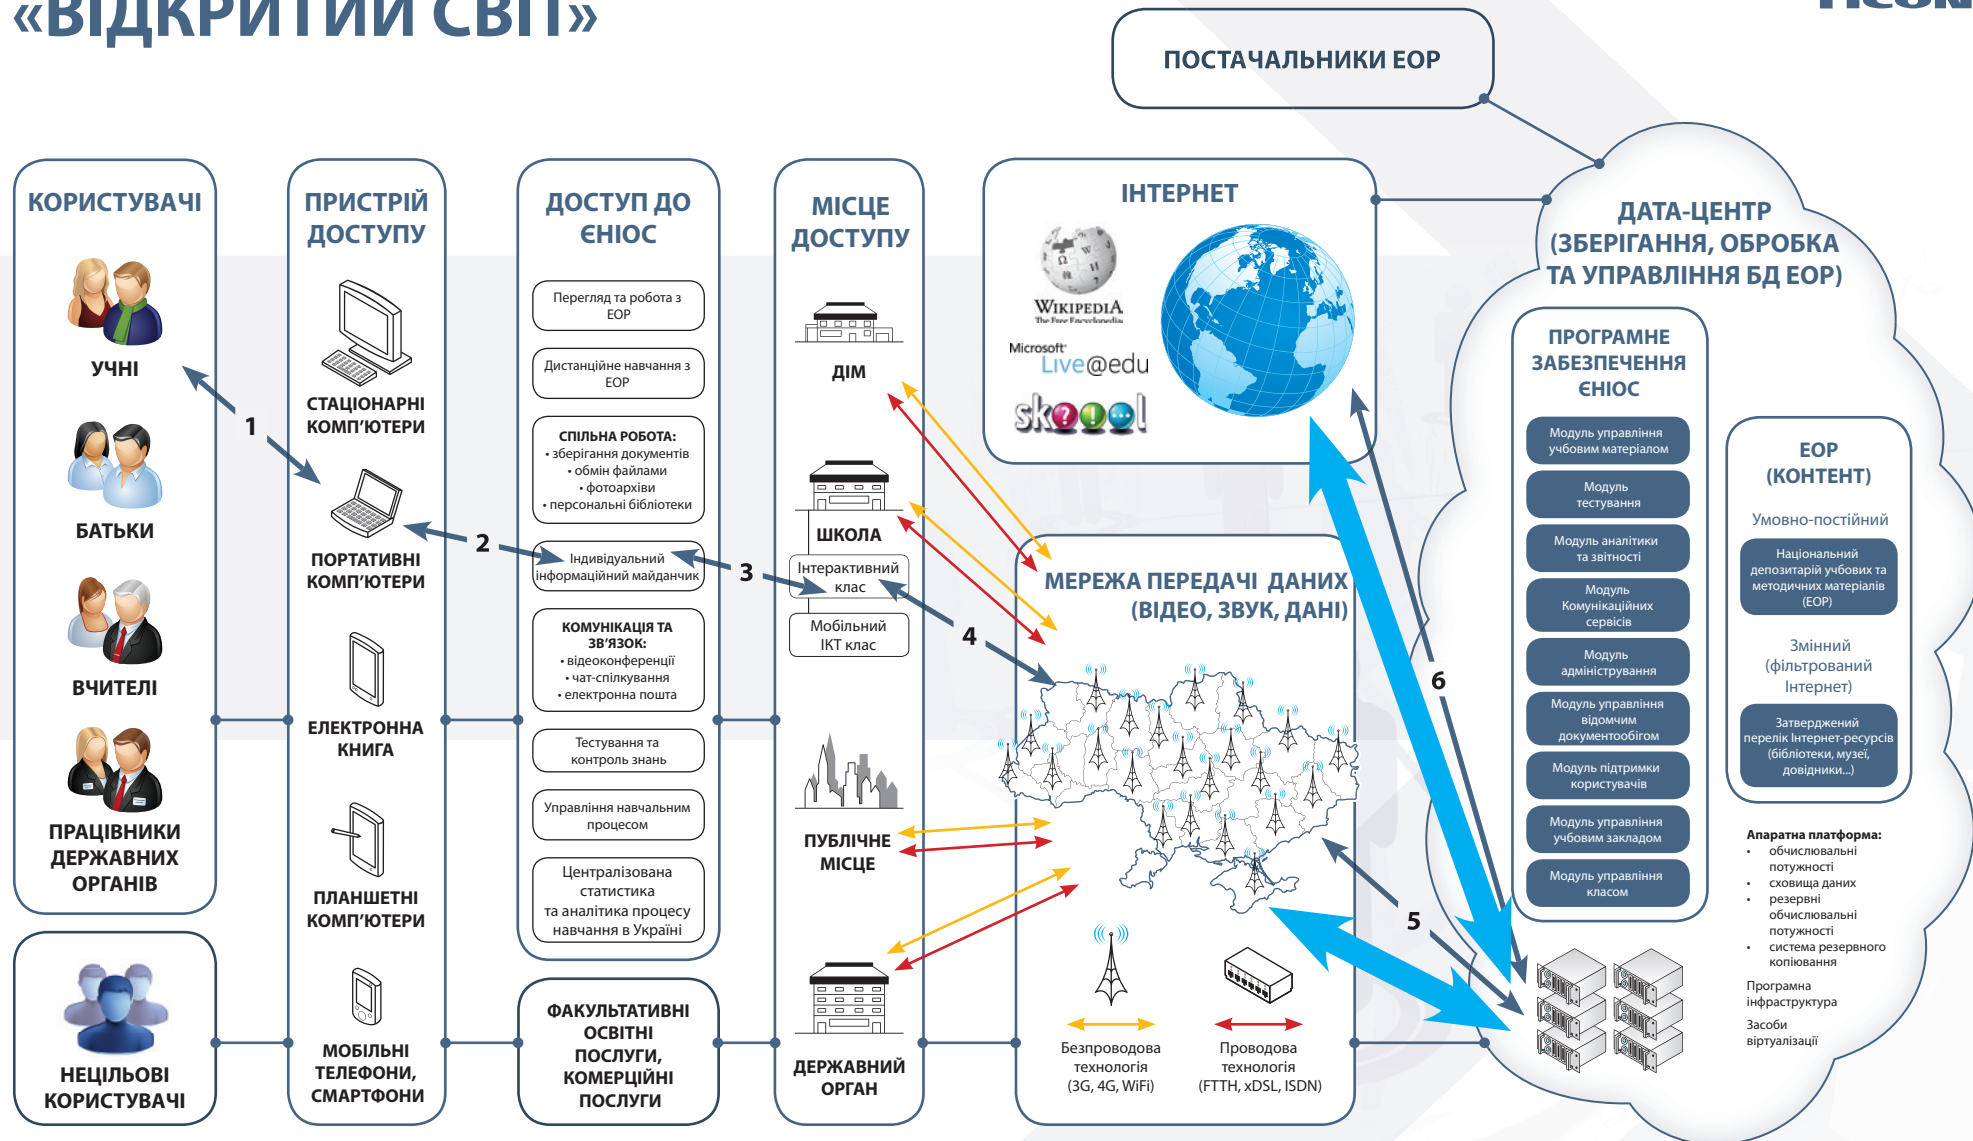 «ВІДКРИТИЙ СВІТ»
ПОСТАЧАЛЬНИКИ ЕОР
КОРИСТУВАЧІ
УЧНІ
БАТЬКИ
ВЧИТЕЛІ
ПРАЦІВНИКИ
ДЕРЖАВНИХ
ОРГАНІВ
НЕЦІЛЬОВІ
КОРИСТУВАЧІ
1
ПРИСТРІЙ
ДОСТУПУ
СТАЦІОНАРНІ
КОМП’ЮТЕРИ
ПОРТАТИВНІ
КОМП’ЮТЕРИ
ЕЛЕКТРОННА
КНИГА
ПЛАНШЕТНІ
КОМП’ЮТЕРИ
МОБІЛЬНІ
ТЕЛЕФОНИ,
СМАРТФОНИ
2
ДОСТУП ДО
ЄНІОС
Перегляд та робота з
ЕОР
Дистанційне навчання з
ЕОР
СПІЛЬНА РОБОТА:
• зберігання документів
• обмін файлами
• фотоархіви
• персональні бібліотеки
Індивідуальний
інформаційний майданчик
КОМУНІКАЦІЯ ТА
ЗВ’ЯЗОК:
• відеоконференції
• чат-спілкування
• електронна пошта
Тестування та
контроль знань
Управління навчальним
процесом
Централізована
статистика
та аналітика процесу
навчання в Україні
ФАКУЛЬТАТИВНІ
ОСВІТНІ
ПОСЛУГИ,
КОМЕРЦІЙНІ
ПОСЛУГИ
3
МІСЦЕ
ДОСТУПУ
ДІМ
ШКОЛА
Інтерактивний
клас
Мобільний
ІКТ клас
ПУБЛІЧНЕ
МІСЦЕ
ДЕРЖАВНИЙ
ОРГАН
4
ІНТЕРНЕТ
WIKIPEDIA
The Free Encyclopedia
Microsoft
Live@edu
skoool
МЕРЕЖА ПЕРЕДАЧІ ДАНИХ
(ВІДЕО, ЗВУК, ДАНІ)
Безпроводова
технологія
(3G, 4G, WiFi)
Проводова
технологія
(FTTH, xDSL, ISDN)
5
6
ДАТА-ЦЕНТР
(ЗБЕРІГАННЯ, ОБРОБКА
ТА УПРАВЛІННЯ БД ЕОР)
ПРОГРАМНЕ
ЗАБЕЗПЕЧЕННЯ
ЄНІОС
Модуль управління
учбовим матеріалом
Модуль
тестування
Модуль аналітики
та звітності
Модуль
Комунікаційних
сервісів
Модуль
адміністрування
Модуль управління
відомчим
документообігом
Модуль підтримки
користувачів
Модуль управління
учбовим закладом
Модуль управління
класом
ЕОР
(КОНТЕНТ)
Умовно-постійний
Національний
депозитарій учбових та
методичних матеріалів
(ЕОР)
Змінний
(фільтрований
Інтернет)
Затверджений
перелік Інтернет-ресурсів
(бібліотеки, музеї,
довідники...)
Апаратна платформа:
• обчислювальні
потужності
• сховища даних
• резервні
обчислювальні
потужності
• система резервного
копіювання
Програмна
інфраструктура
Засоби
віртуалізації